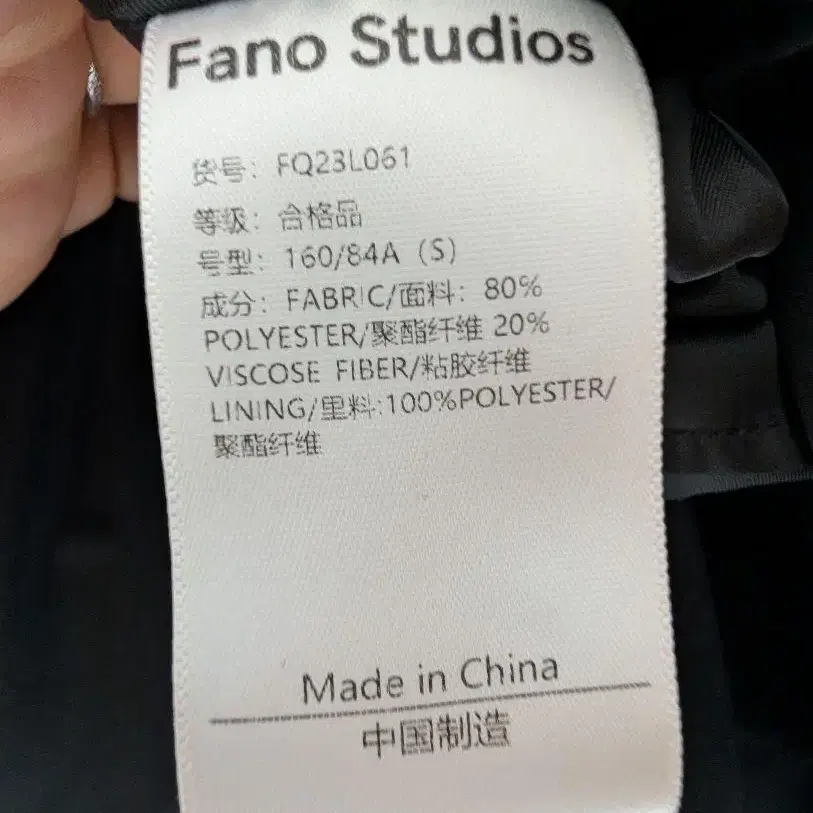 Fano Studios
货号：FQ23L061
等级：合格品
号型：160/84A（S）
成分：FABRIC/面料：80%
POLYESTER/聚酯纤维 20%
VISCOSE FIBER/粘胶纤维
LINING/里料:100%POLYESTER/
聚酯纤维
Made in China
中国制造